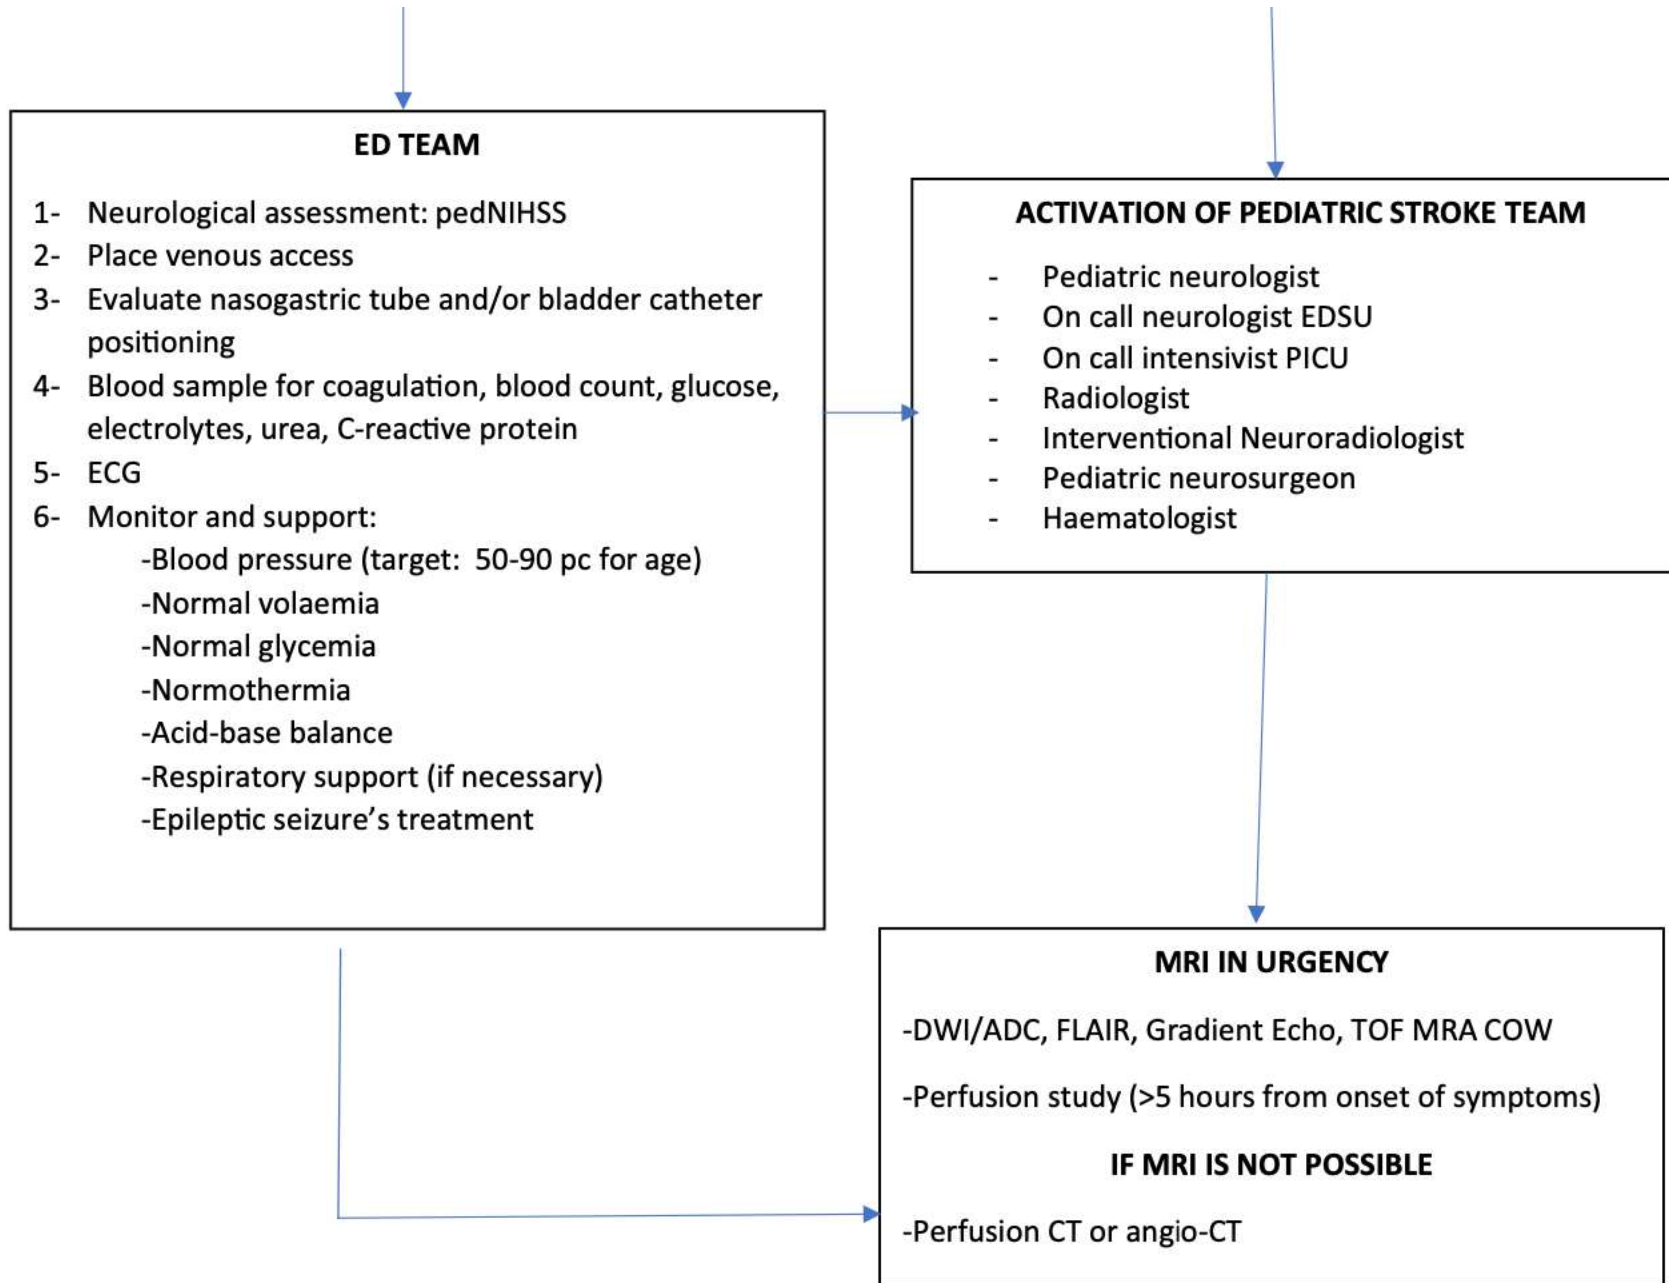 ED TEAM
1- Neurological assessment: pedNIHSS
2- Place venous access
3- Evaluate nasogastric tube and/or bladder catheter
positioning
4- Blood sample for coagulation, blood count, glucose,
electrolytes, urea, C-reactive protein
5- ECG
6- Monitor and support:
-Blood pressure (target: 50-90 pc for age)
-Normal volaemia
-Normal glycemia
-Normothermia
-Acid-base balance
-Respiratory support (if necessary)
-Epileptic seizure’s treatment
ACTIVATION OF PEDIATRIC STROKE TEAM
- Pediatric neurologist
- On call neurologist EDSU
- On call intensivist PICU
- Radiologist
- Interventional Neuroradiologist
- Pediatric neurosurgeon
- Haematologist
MRI IN URGENCY
-DWI/ADC, FLAIR, Gradient Echo, TOF MRA COW
-Perfusion study (>5 hours from onset of symptoms)
IF MRI IS NOT POSSIBLE
-Perfusion CT or angio-CT